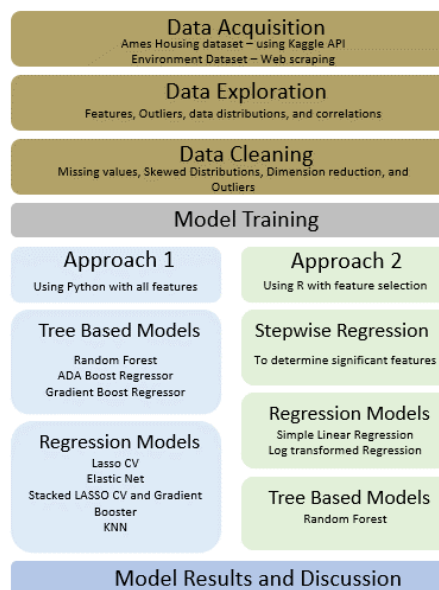 Data Acquisition
Ames Housing dataset – using Kaggle API
Environment Dataset – Web scraping
Data Exploration
Features, Outliers, data distributions, and correlations
Data Cleaning
Missing values, Skewed Distributions, Dimension reduction, and
Outliers
Model Training
Approach 1
Using Python with all features
Tree Based Models
Random Forest
ADA Boost Regressor
Gradient Boost Regressor
Regression Models
Lasso CV
Elastic Net
Stacked LASSO CV and Gradient
Booster
KNN
Approach 2
Using R with feature selection
Stepwise Regression
To determine significant features
Regression Models
Simple Linear Regression
Log transformed Regression
Tree Based Models
Random Forest
Model Results and Discussion